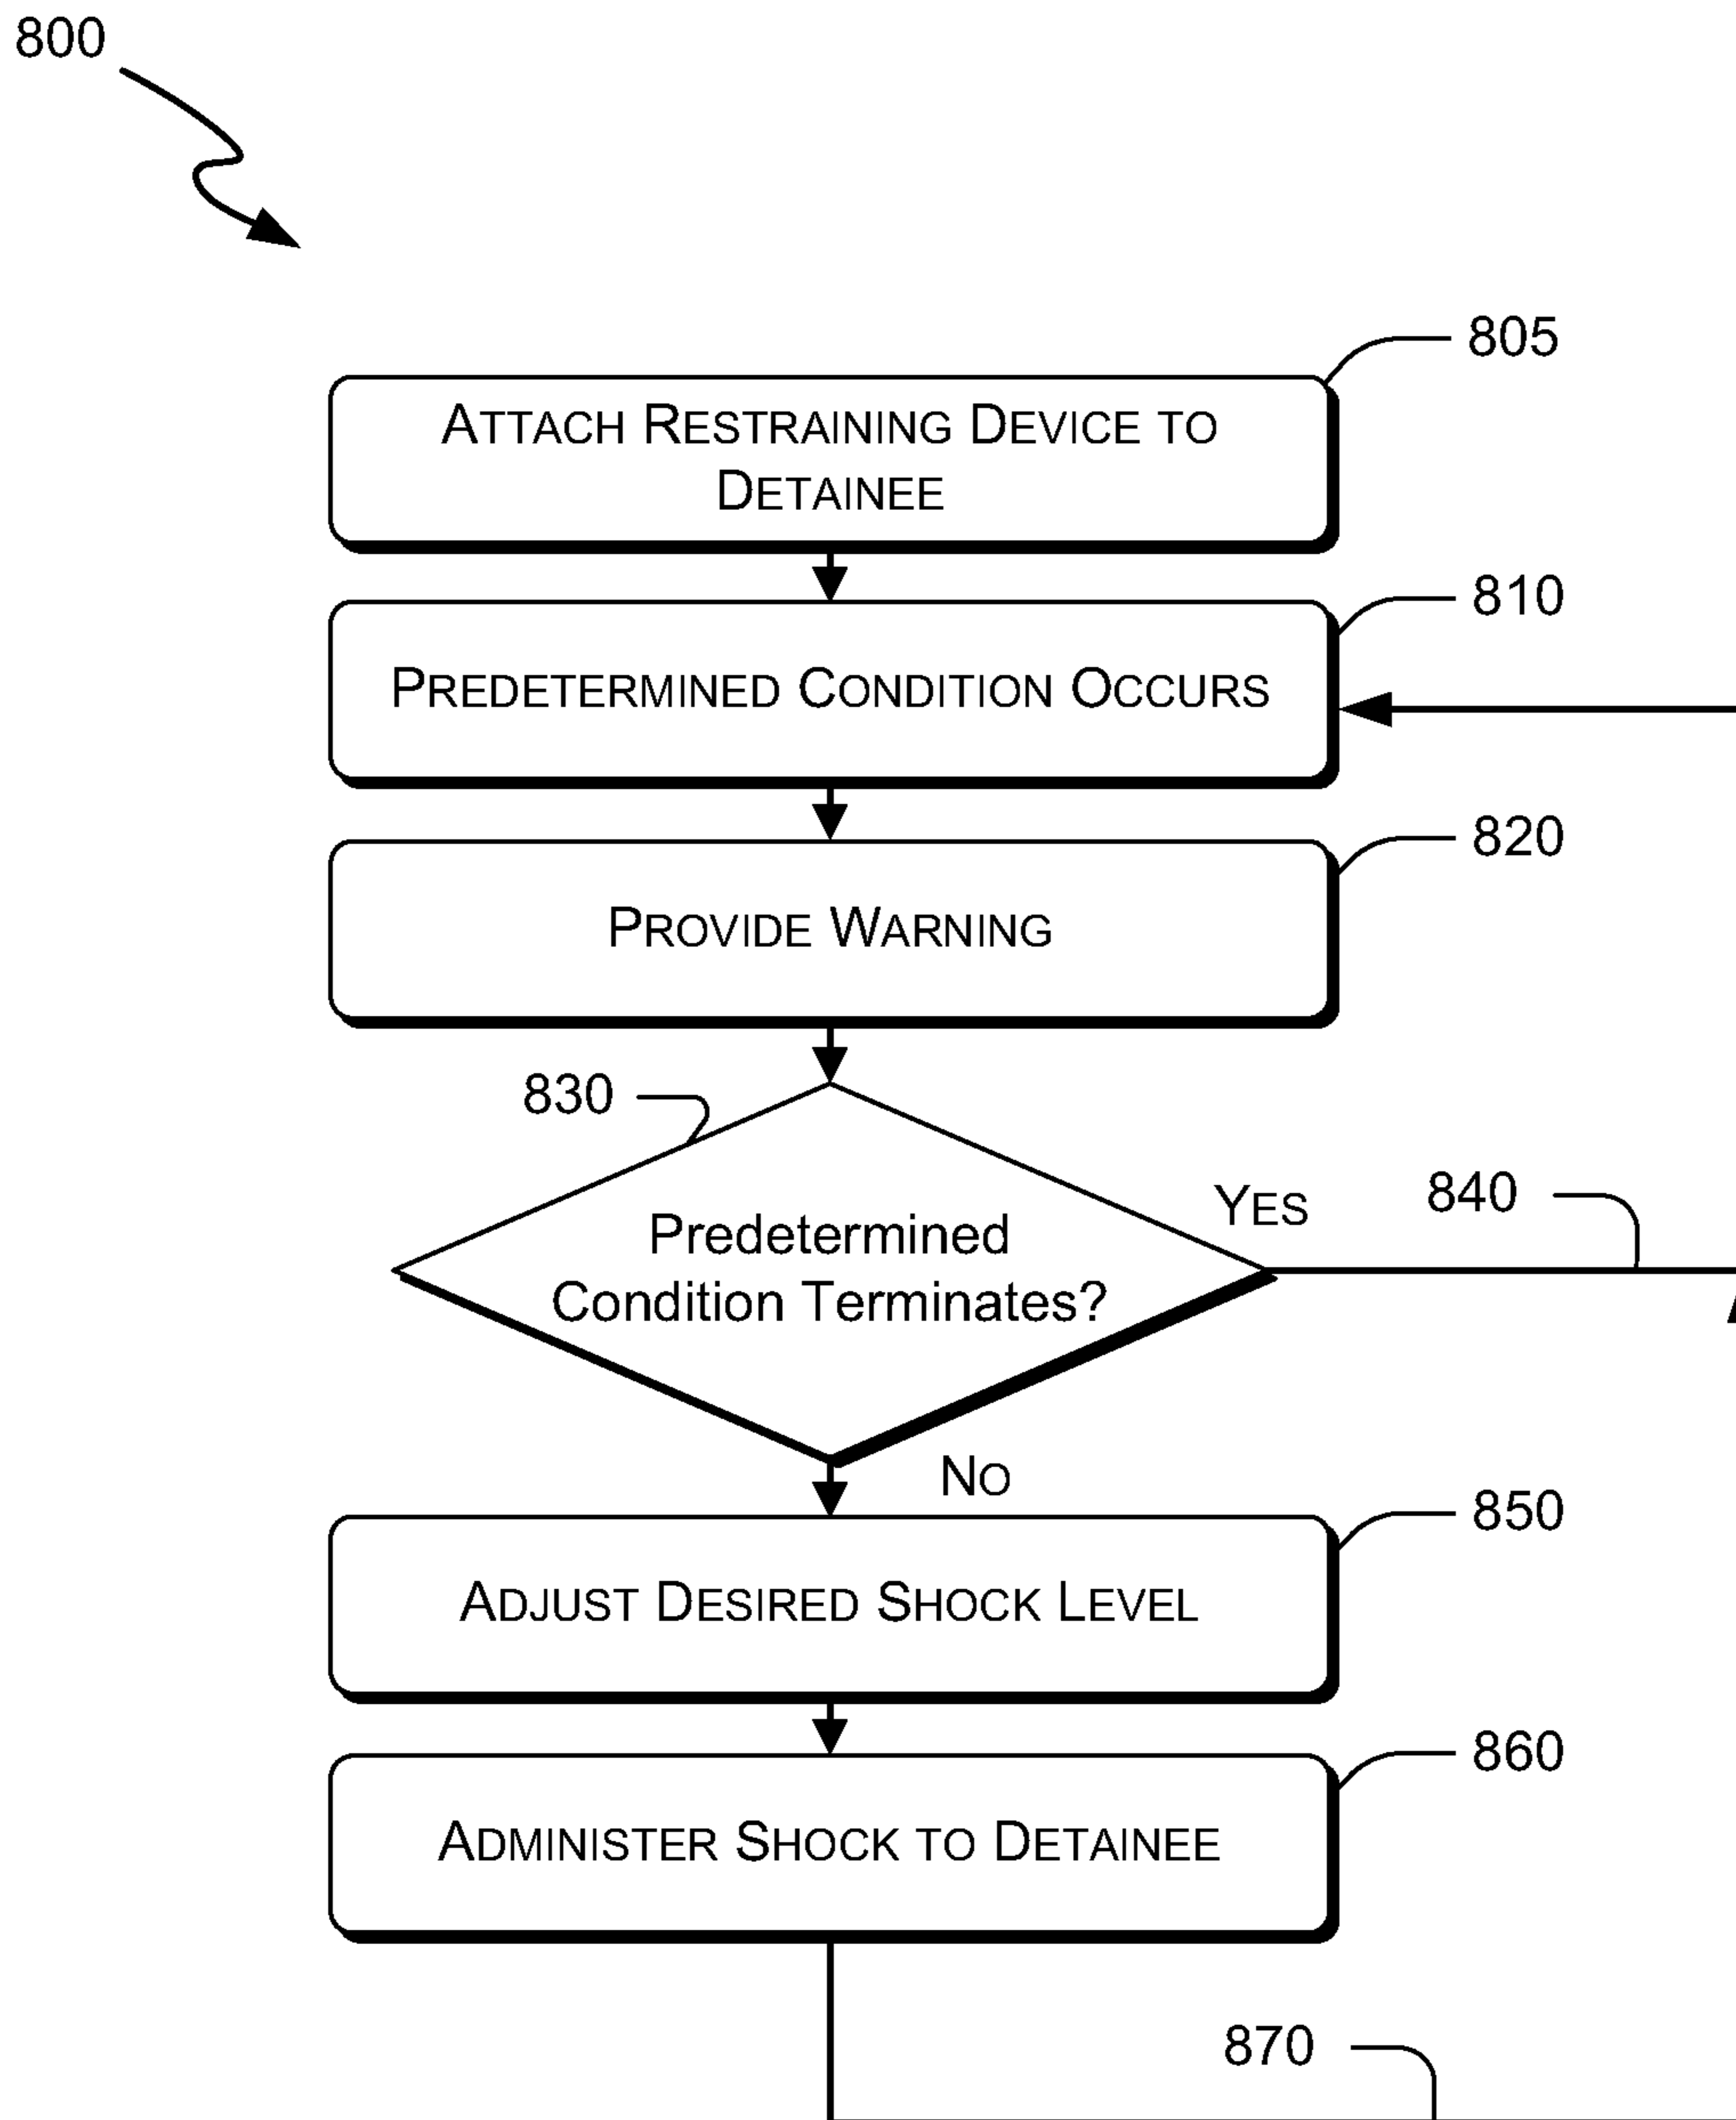 800
805
ATTACH RESTRAINING DEVICE TO
DETAINEE
810
PREDETERMINED CONDITION OCCURS
820
PROVIDE WARNING
830
Predetermined
Condition Terminates?
YES
840
NO
850
ADJUST DESIRED SHOCK LEVEL
860
ADMINISTER SHOCK TO DETAINEE
870